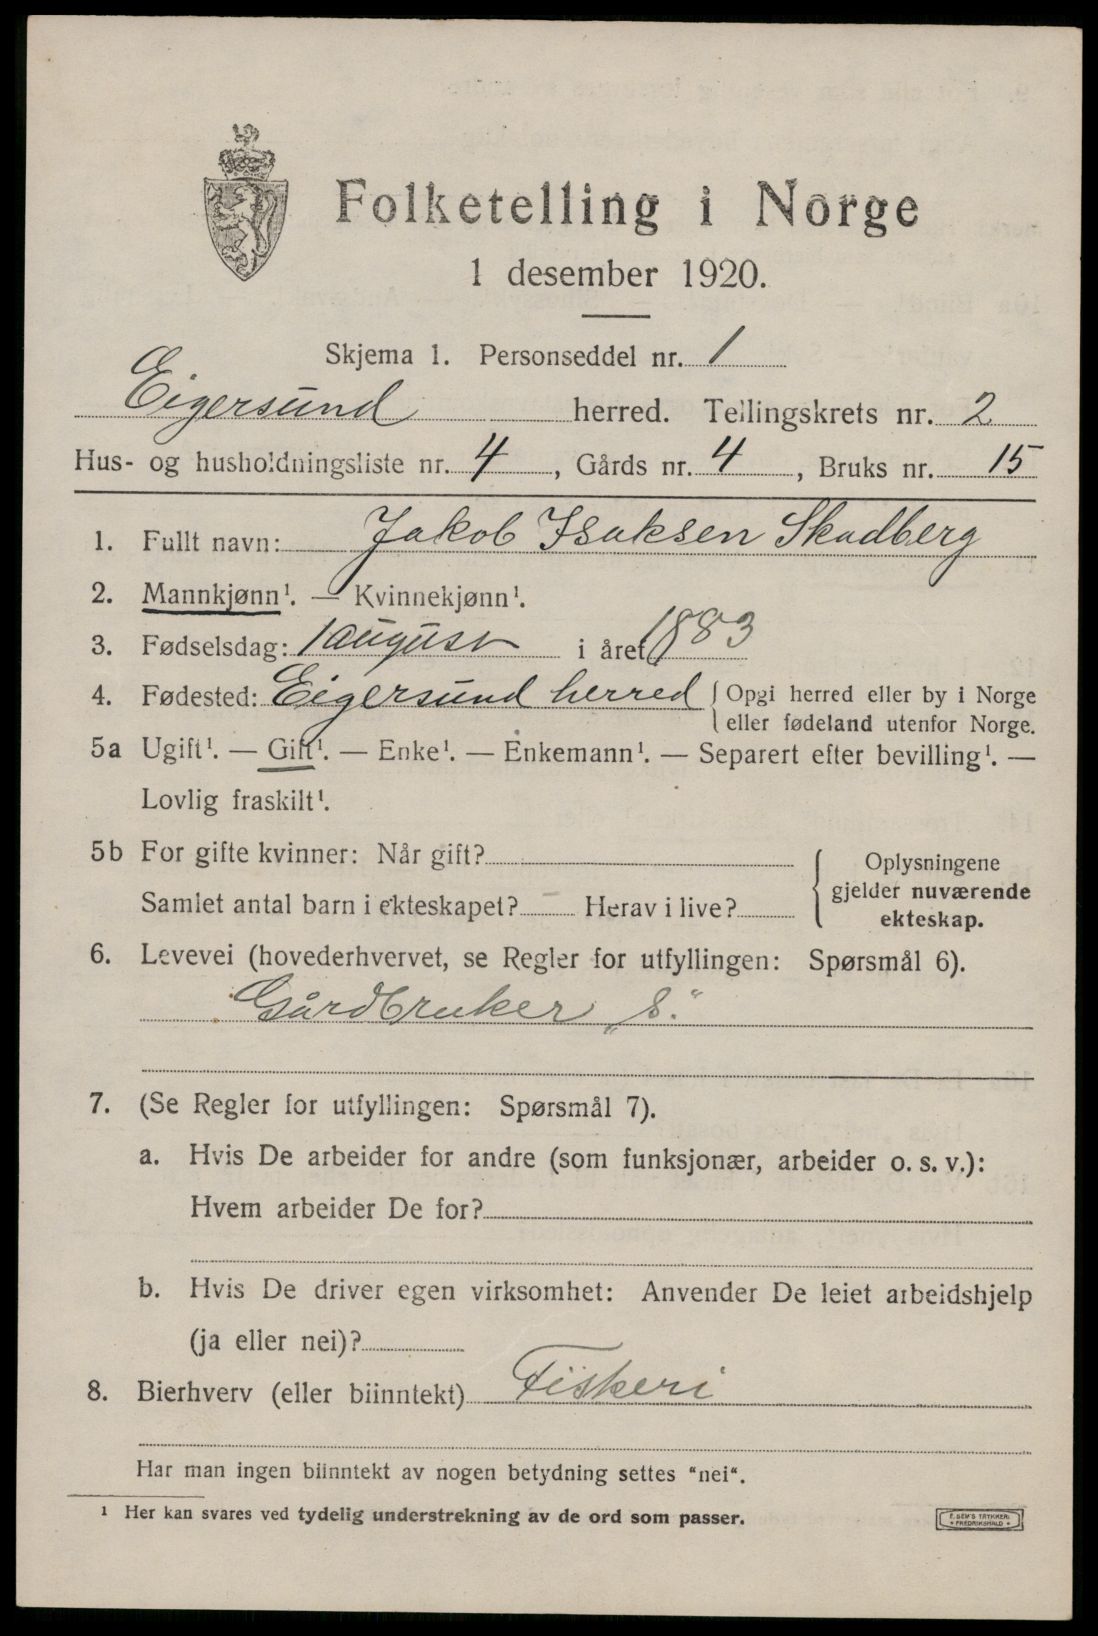 Folketelling i Norge
1 desember 1920.
Skjema 1. Personseddel nr. 1
Eigersund herred. Tellingskrets nr. 2
Hus- og husholdningsliste nr. 4, Gårds nr. 4, Bruks nr. 15
1. Fullt navn: Jakob Isaksen Skadberg
2. Mannkjønn¹. — Kvinnekjønn¹.
3. Fødselsdag: 1 august i året 1883
4. Fødested: Eigersund herred { Opgi herred eller by i Norge
eller fødeland utenfor Norge.
5a Ugift¹. — Gift¹. — Enke¹. — Enkemann¹. — Separert efter bevilling¹. —
Lovlig fraskilt¹.
5b For gifte kvinner: Når gift?
Samlet antal barn i ekteskapet? Herav i live?
{ Oplysningene
gjelder nuværende
ekteskap.
6. Levevei (hovederhvervet, se Regler for utfyllingen: Spørsmål 6).
Gårdbruker „S.“
7. (Se Regler for utfyllingen: Spørsmål 7).
a. Hvis De arbeider for andre (som funksjonær, arbeider o. s. v.):
Hvem arbeider De for?
b. Hvis De driver egen virksomhet: Anvender De leiet arbeidshjelp
(ja eller nei)?
8. Bierhverv (eller biinntekt) Fiskeri
Har man ingen biinntekt av nogen betydning settes “nei“.
¹ Her kan svares ved tydelig understrekning av de ord som passer.
E. SEM'S TRYKKERI
* FREDRIKSHALD *